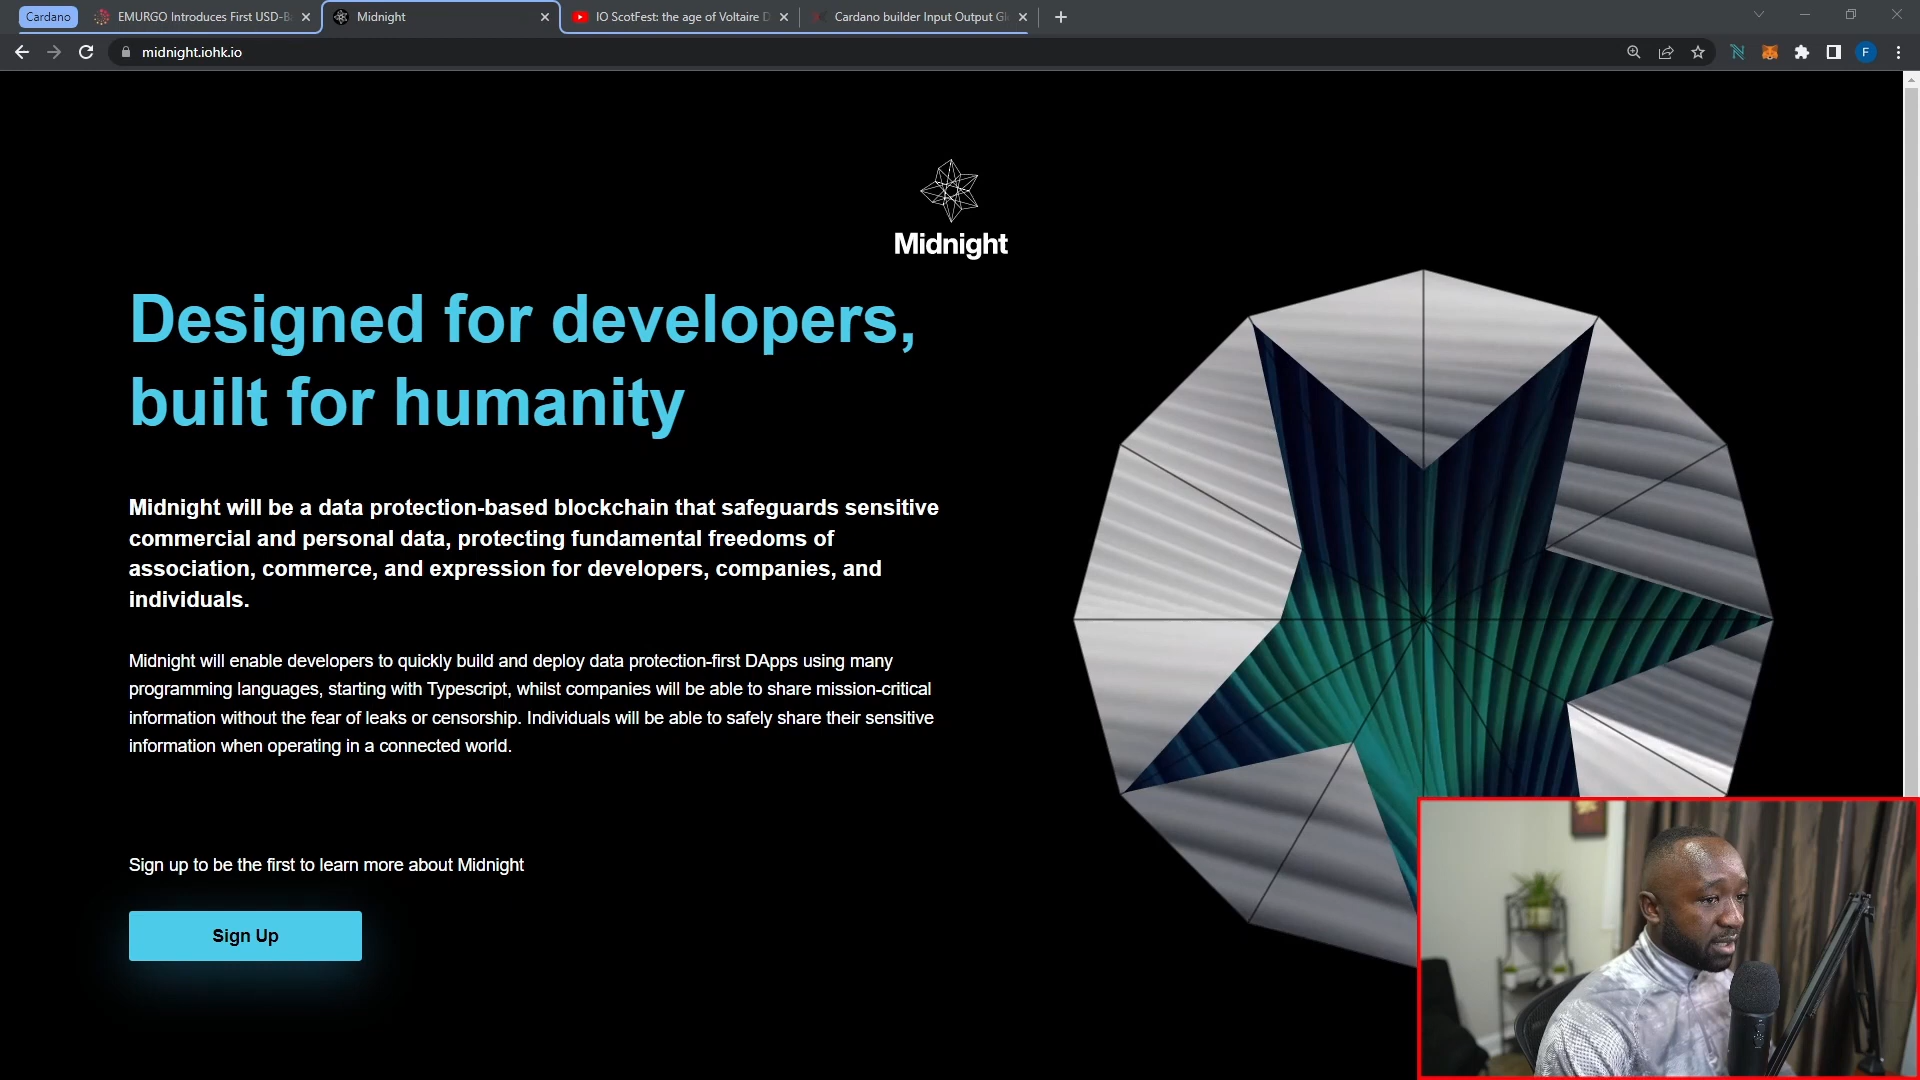 Cardano
EMURGO Introduces First USD-B
Midnight
IO ScotFest: the age of Voltaire D
Cardano builder Input Output Gl
midnight.iohk.io
F
Midnight
Designed for developers,
built for humanity
Midnight will be a data protection-based blockchain that safeguards sensitive
commercial and personal data, protecting fundamental freedoms of
association, commerce, and expression for developers, companies, and
individuals.
Midnight will enable developers to quickly build and deploy data protection-first DApps using many
programming languages, starting with Typescript, whilst companies will be able to share mission-critical
information without the fear of leaks or censorship. Individuals will be able to safely share their sensitive
information when operating in a connected world.
Sign up to be the first to learn more about Midnight
Sign Up